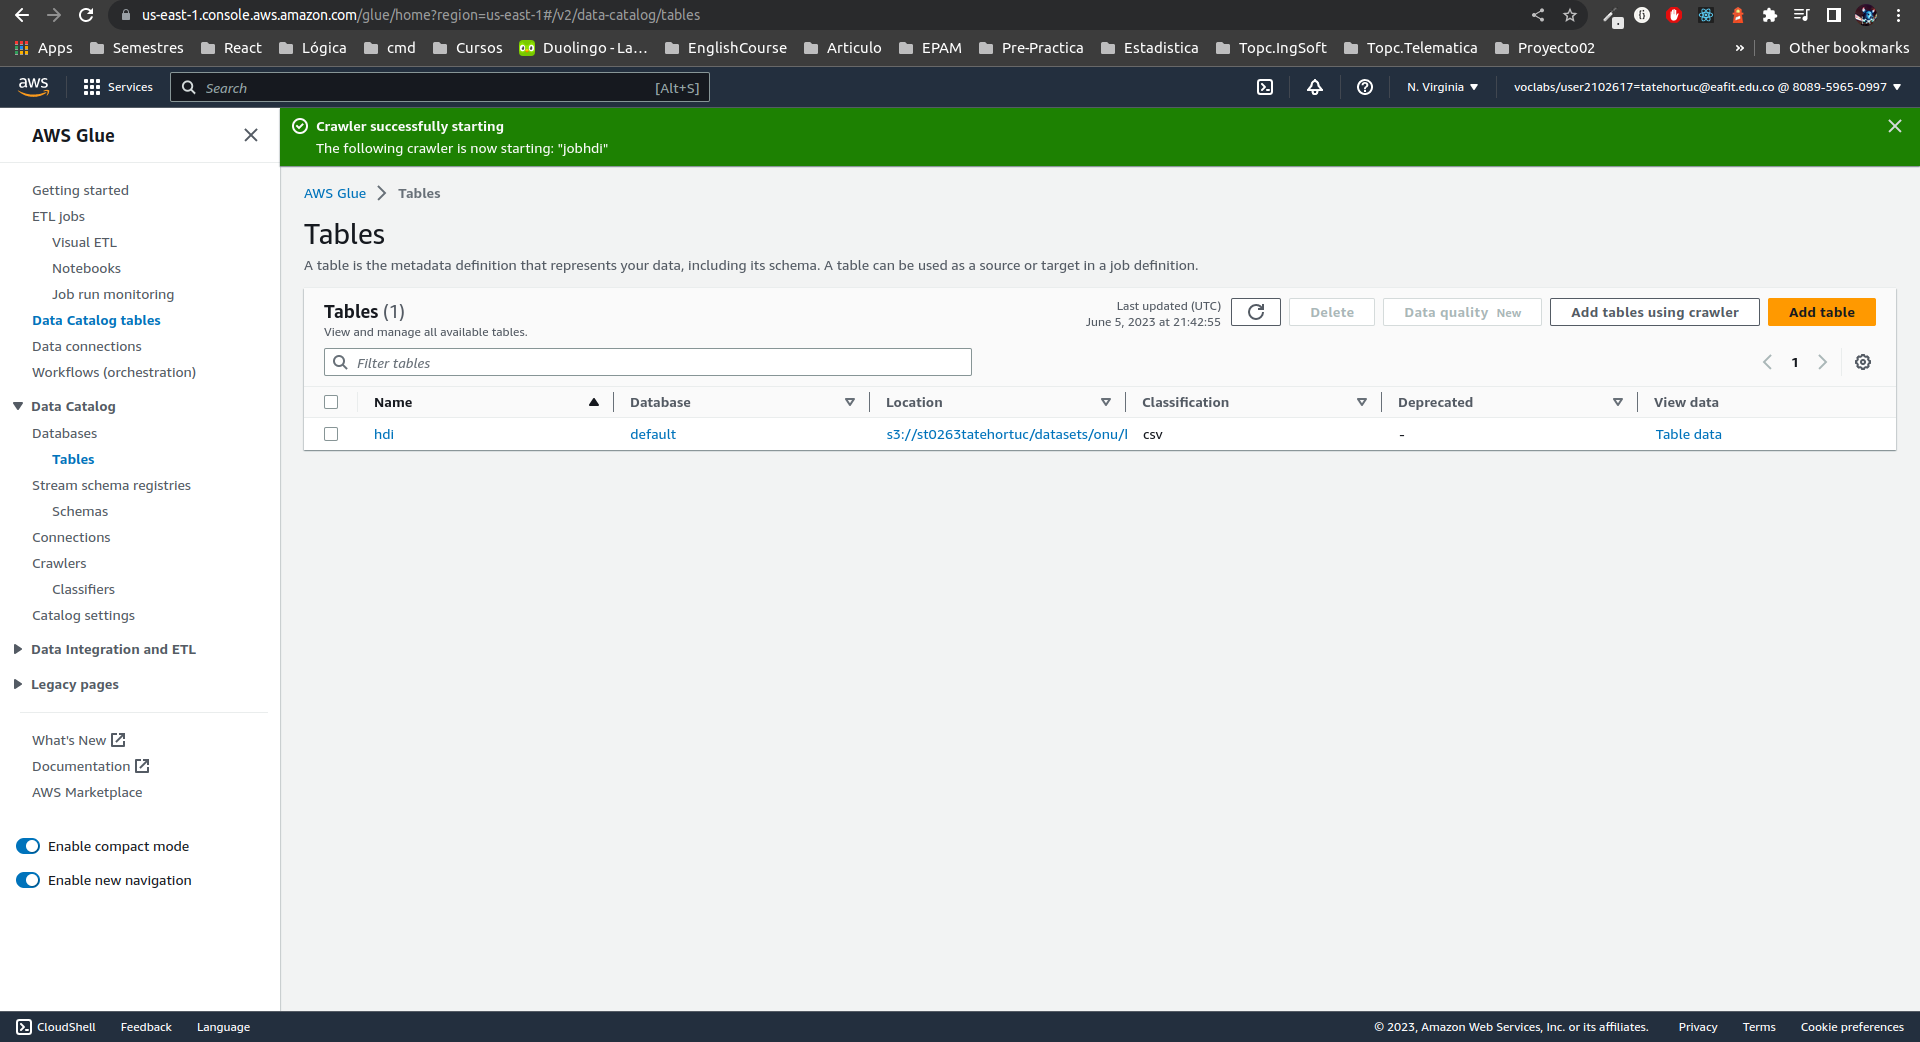 us-east-1.console.aws.amazon.com/glue/home?region=us-east-1#/v2/data-catalog/tables
Apps Semestres React Lógica cmd Cursos Duolingo - La... EnglishCourse Articulo EPAM Pre-Practica Estadistica Topc.IngSoft Topc.Telematica Proyecto02 » Other bookmarks
aws Services Search [Alt+S] N. Virginia voclabs/user2102617=tatehortuc@eafit.edu.co @ 8089-5965-0997
AWS Glue
Crawler successfully starting
The following crawler is now starting: "jobhdi"
Getting started
ETL jobs
Visual ETL
Notebooks
Job run monitoring
Data Catalog tables
Data connections
Workflows (orchestration)
Data Catalog
Databases
Tables
Stream schema registries
Schemas
Connections
Crawlers
Classifiers
Catalog settings
Data Integration and ETL
Legacy pages
What's New
Documentation
AWS Marketplace
Enable compact mode
Enable new navigation
AWS Glue Tables
Tables
A table is the metadata definition that represents your data, including its schema. A table can be used as a source or target in a job definition.
Tables (1)
View and manage all available tables.
Last updated (UTC)
June 5, 2023 at 21:42:55
Delete Data quality New Add tables using crawler Add table
Filter tables
1
Name Database Location Classification Deprecated View data
hdi default s3://st0263tatehortuc/datasets/onu/l csv - Table data
CloudShell Feedback Language © 2023, Amazon Web Services, Inc. or its affiliates. Privacy Terms Cookie preferences